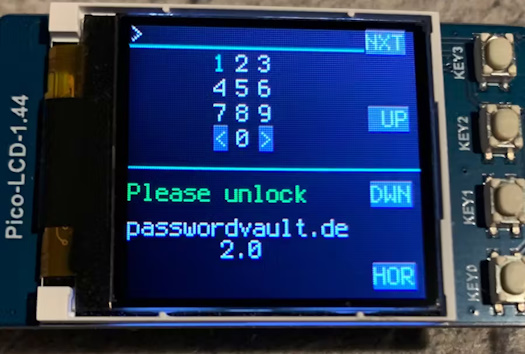 > NXT
1 2 3
4 5 6
7 8 9
UP
< 0 >
Please unlock DWN
passwordvault.de
2.0
HOR
Pico-LCD-1.44
KEY3
KEY2
KEY1
KEY0